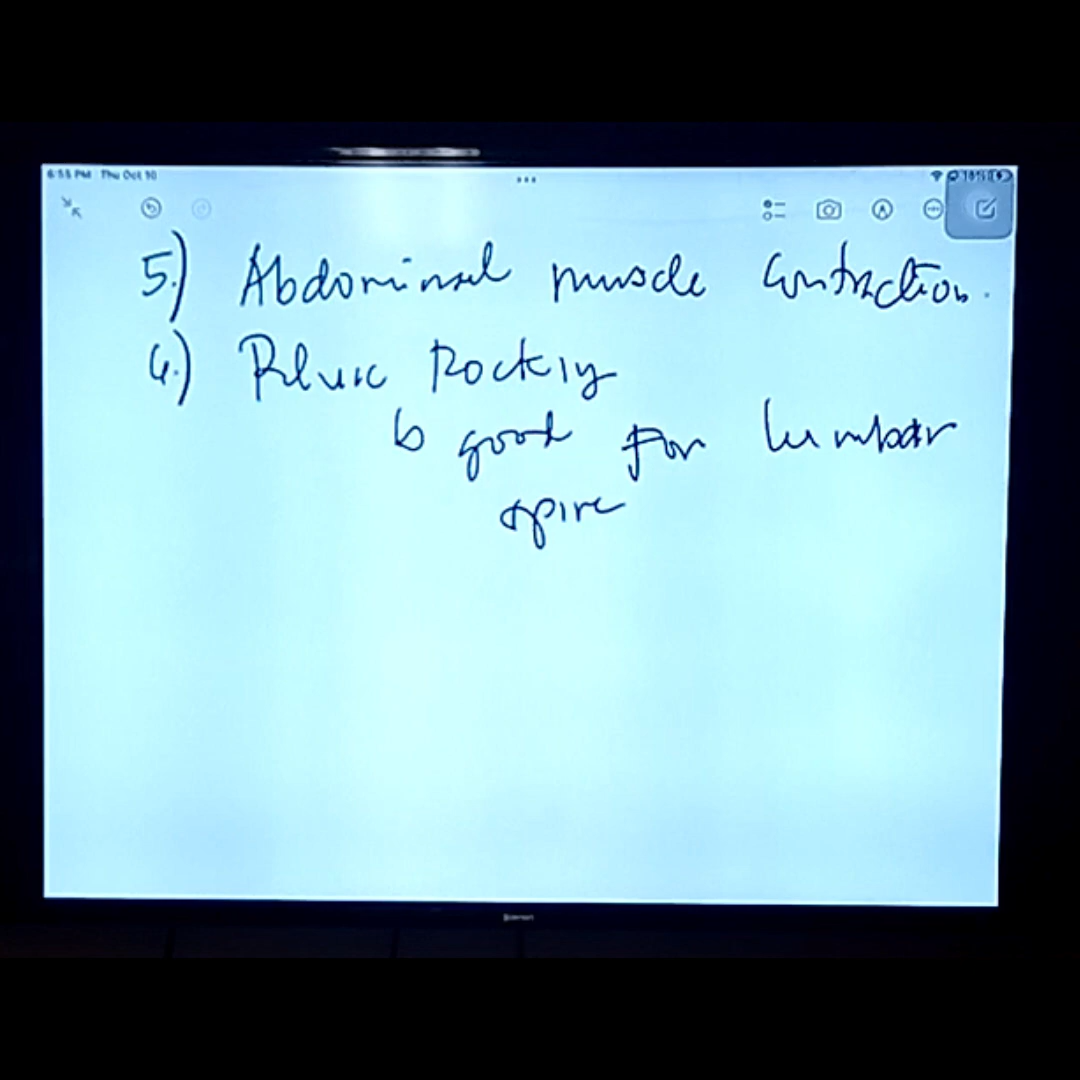 6:55 PM Thu Oct 10
5.) Abdominal muscle Contraction.
6.) Pelvic Rocking
↳ good for lumbar
spine